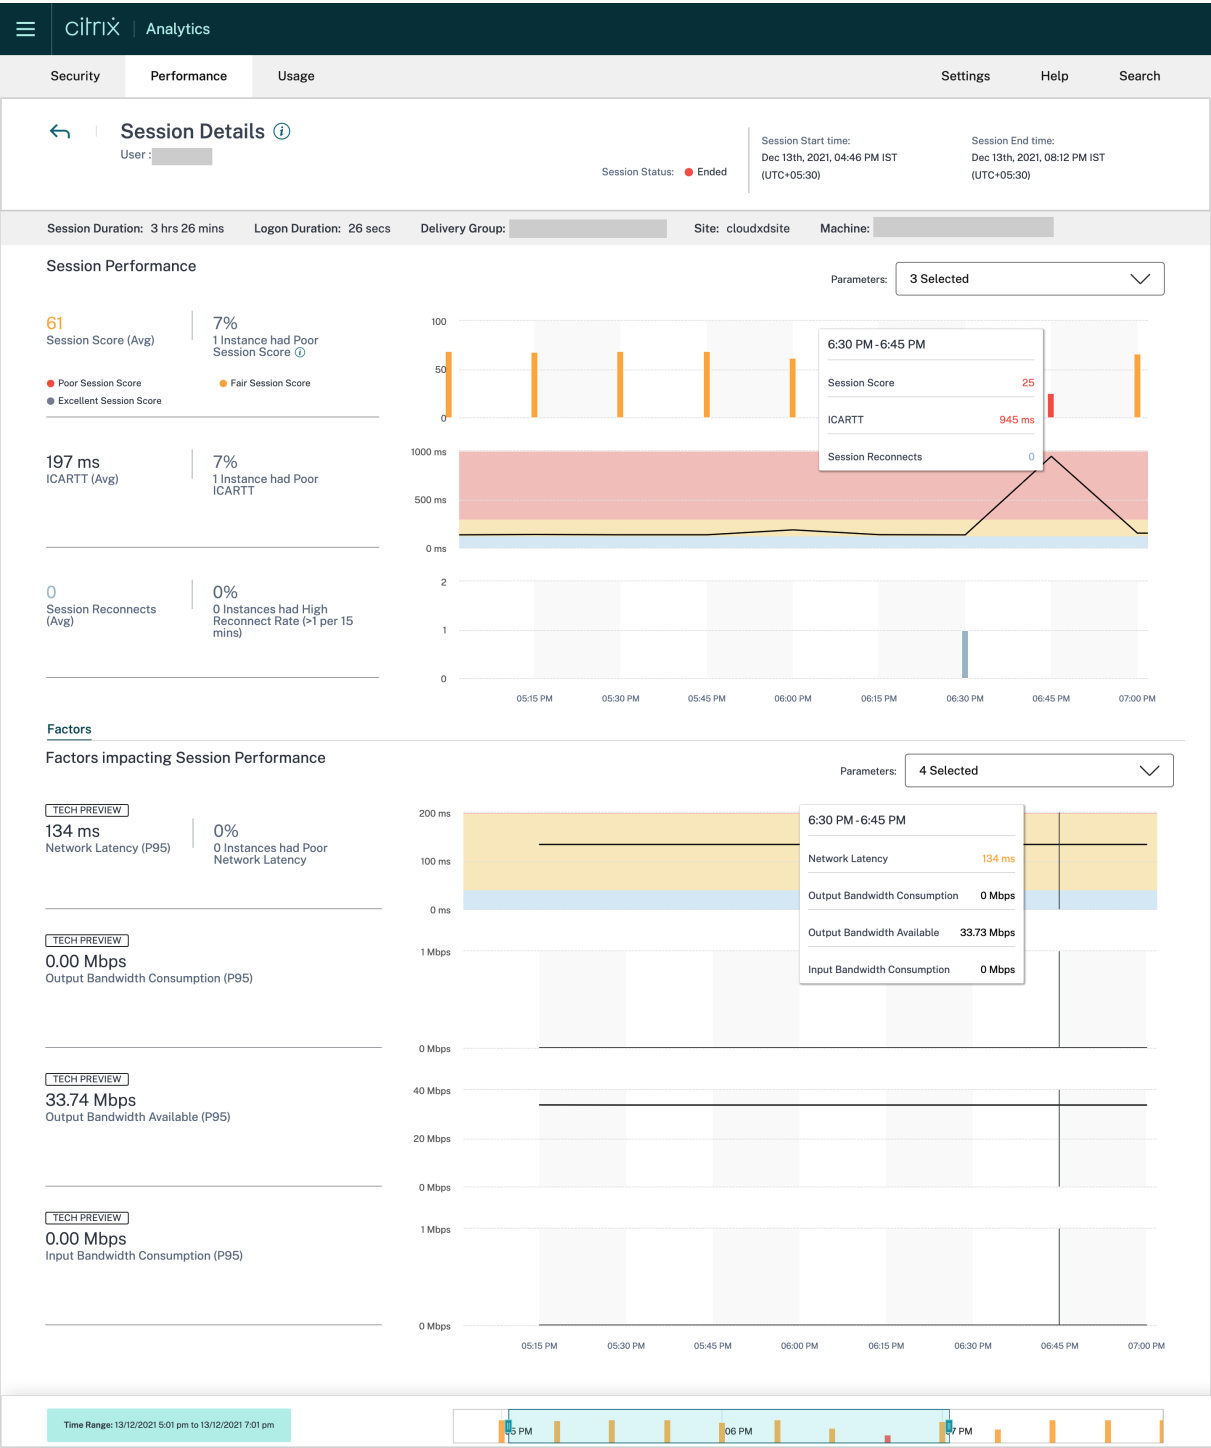 citrix Analytics
Security Performance Usage Settings Help Search
Session Details
User :
Session Status: Ended
Session Start time:
Dec 13th, 2021, 04:46 PM IST
(UTC+05:30)
Session End time:
Dec 13th, 2021, 08:12 PM IST
(UTC+05:30)
Session Duration: 3 hrs 26 mins Logon Duration: 26 secs Delivery Group: Site: cloudxdsite Machine:
Session Performance
Parameters: 3 Selected
61
Session Score (Avg)
7%
1 Instance had Poor
Session Score
Poor Session Score
Fair Session Score
Excellent Session Score
100
50
0
6:30 PM - 6:45 PM
Session Score 25
ICARTT 945 ms
Session Reconnects 0
197 ms
ICARTT (Avg)
7%
1 Instance had Poor
ICARTT
1000 ms
500 ms
0 ms
0
Session Reconnects
(Avg)
0%
0 Instances had High
Reconnect Rate (>1 per 15
mins)
2
1
0
05:15 PM 05:30 PM 05:45 PM 06:00 PM 06:15 PM 06:30 PM 06:45 PM 07:00 PM
Factors
Factors impacting Session Performance
Parameters: 4 Selected
TECH PREVIEW
134 ms
Network Latency (P95)
0%
0 Instances had Poor
Network Latency
200 ms
100 ms
0 ms
6:30 PM - 6:45 PM
Network Latency 134 ms
Output Bandwidth Consumption 0 Mbps
Output Bandwidth Available 33.73 Mbps
Input Bandwidth Consumption 0 Mbps
TECH PREVIEW
0.00 Mbps
Output Bandwidth Consumption (P95)
1 Mbps
0 Mbps
TECH PREVIEW
33.74 Mbps
Output Bandwidth Available (P95)
40 Mbps
20 Mbps
0 Mbps
TECH PREVIEW
0.00 Mbps
Input Bandwidth Consumption (P95)
1 Mbps
0 Mbps
05:15 PM 05:30 PM 05:45 PM 06:00 PM 06:15 PM 06:30 PM 06:45 PM 07:00 PM
Time Range: 13/12/2021 5:01 pm to 13/12/2021 7:01 pm
5 PM 06 PM 7 PM